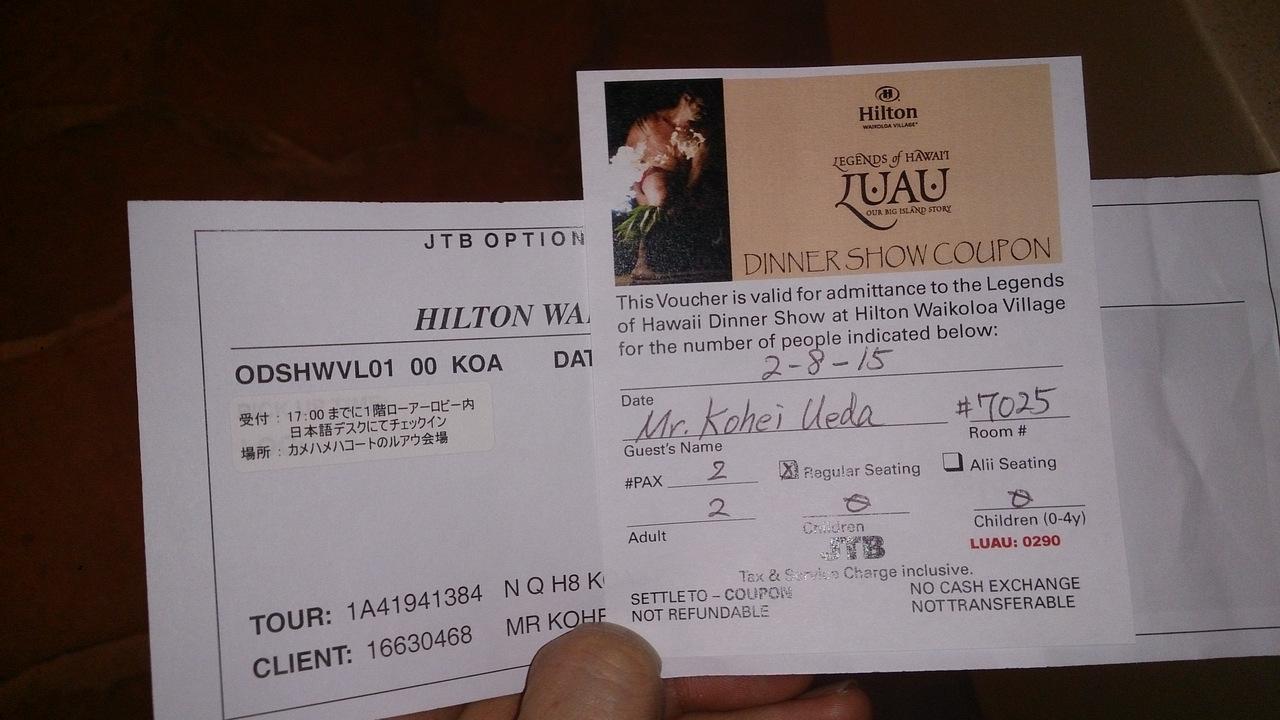 JTB OPTION
HILTON WAI
ODSHWVL01 00 KOA DAT
受付 : 17:00 までに1階ローアーロビー内
日本語デスクにてチェックイン
場所 : カメハメハコートのルアウ会場
TOUR: 1A41941384 N Q H8 K
CLIENT: 16630468 MR KOHE
Hilton
WAIKOLOA VILLAGE
LEGENDS of HAWAI'I
LUAU
OUR BIG ISLAND STORY
DINNER SHOW COUPON
This Voucher is valid for admittance to the Legends
of Hawaii Dinner Show at Hilton Waikoloa Village
for the number of people indicated below:
2-8-15
Date
Mr. Kohei Ueda #7025
Guest's Name Room #
#PAX 2 Regular Seating Alii Seating
2 0 0
Adult Children Children (0-4y)
JTB LUAU: 0290
Tax & Service Charge inclusive.
SETTLE TO – COUPON NO CASH EXCHANGE
NOT REFUNDABLE NOT TRANSFERABLE